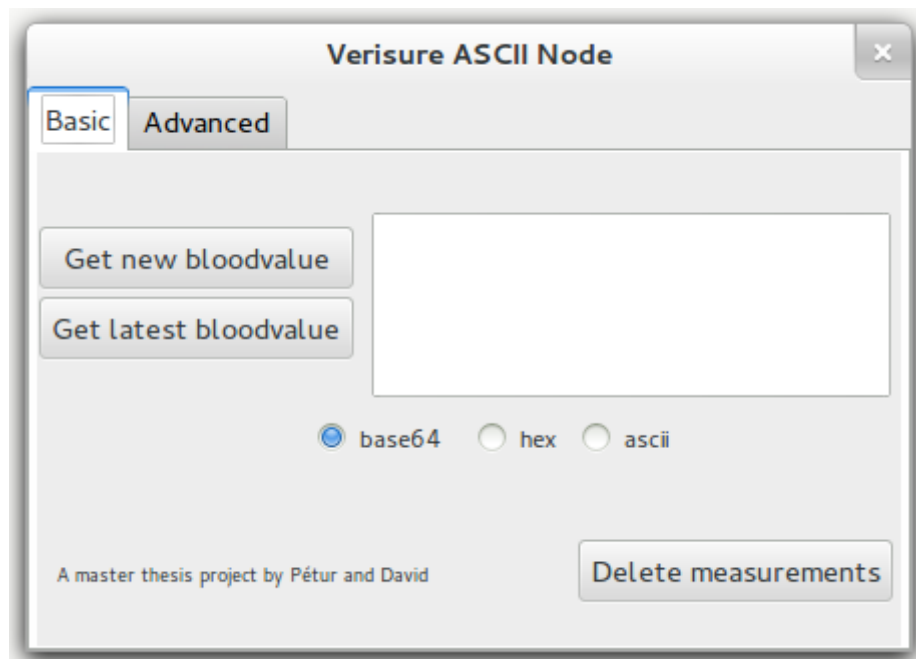 Verisure ASCII Node
Basic
Advanced
Get new bloodvalue
Get latest bloodvalue
base64 hex ascii
A master thesis project by Pétur and David
Delete measurements